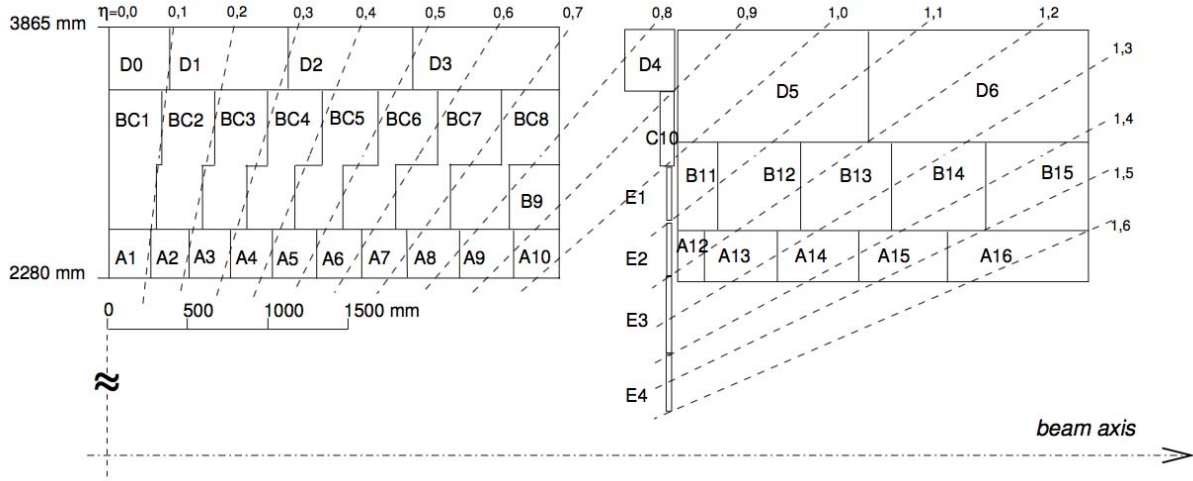 η=0,0 0,1 0,2 0,3 0,4 0,5 0,6 0,7 0,8 0,9 1,0 1,1 1,2
3865 mm
1,3
D0 D1 D2 D3 D4 D5 D6
BC1 BC2 BC3 BC4 BC5 BC6 BC7 BC8 C10
1,4
B11 B12 B13 B14 B15
1,5
B9 E1
1,6
A1 A2 A3 A4 A5 A6 A7 A8 A9 A10 E2 A12 A13 A14 A15 A16
2280 mm
0 500 1000 1500 mm
E3
E4
≈
beam axis